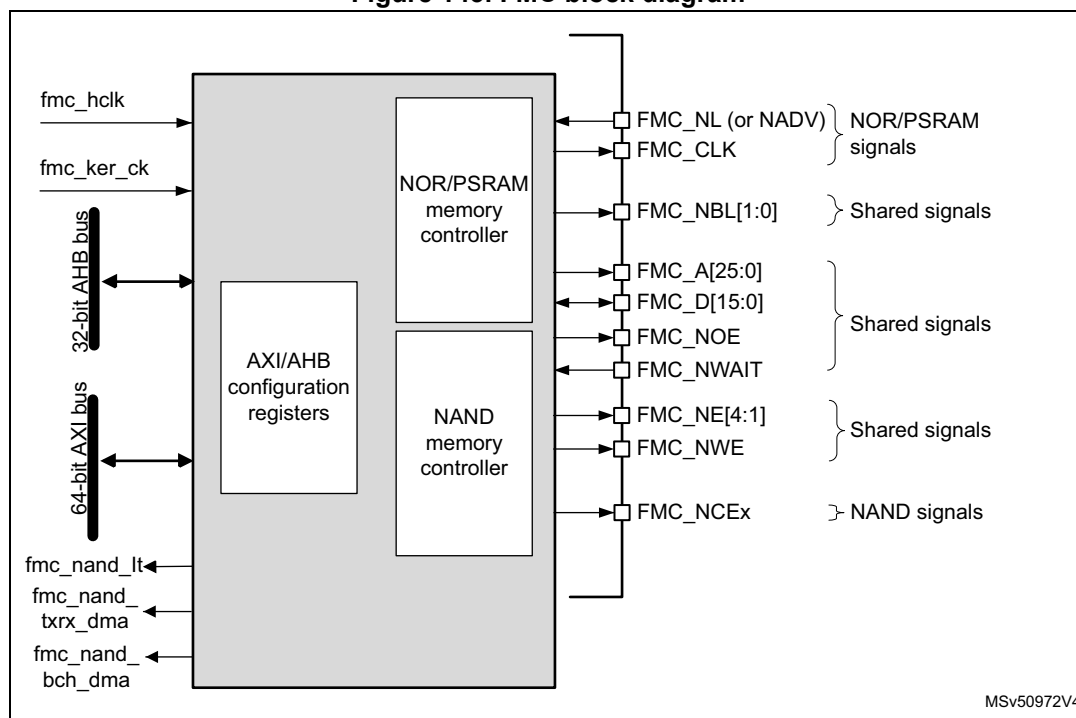 fmc_hclk
fmc_ker_ck
32-bit AHB bus
64-bit AXI bus
fmc_nand_It
fmc_nand_
txrx_dma
fmc_nand_
bch_dma
AXI/AHB
configuration
registers
NOR/PSRAM
memory
controller
NAND
memory
controller
FMC_NL (or NADV)
FMC_CLK
NOR/PSRAM
signals
FMC_NBL[1:0]
Shared signals
FMC_A[25:0]
FMC_D[15:0]
FMC_NOE
FMC_NWAIT
Shared signals
FMC_NE[4:1]
FMC_NWE
Shared signals
FMC_NCEx
NAND signals
MSv50972V4